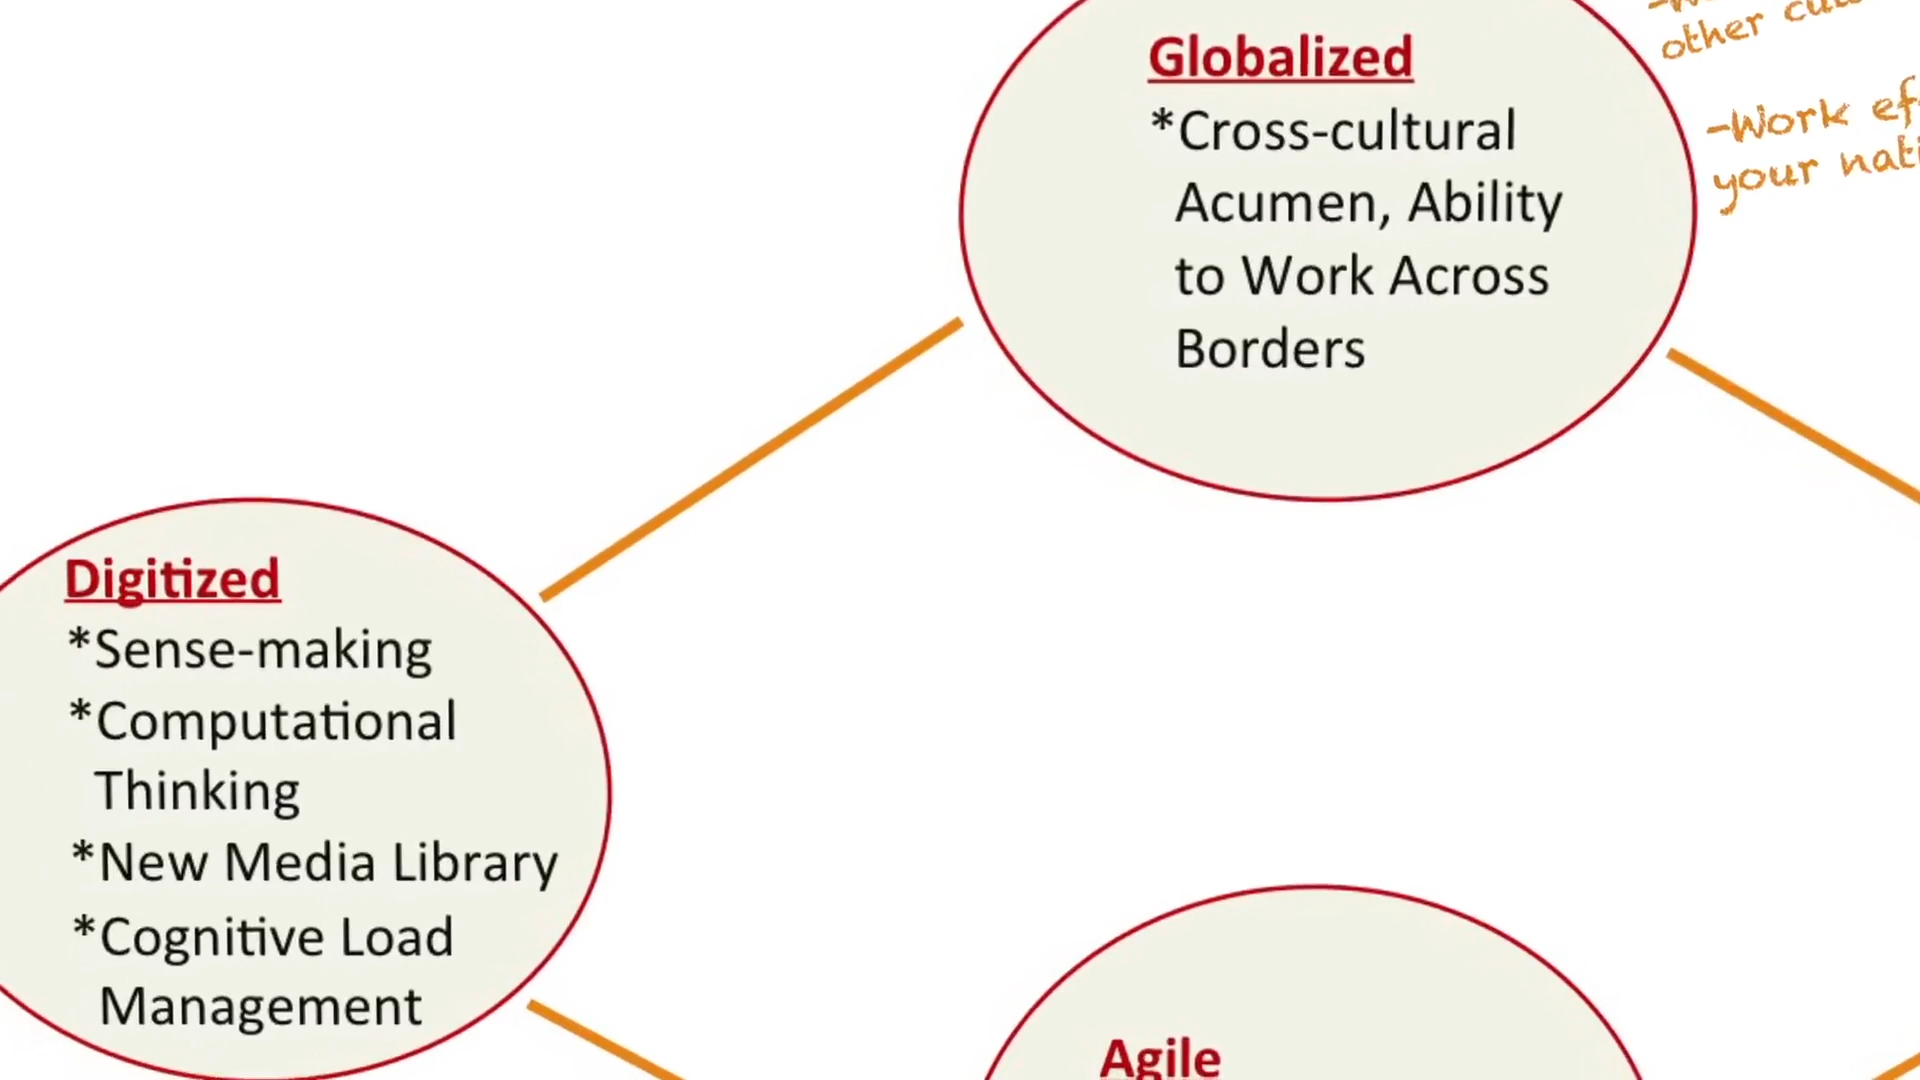 Globalized
*Cross-cultural
Acumen, Ability
to Work Across
Borders
other
-Work
your
Digitized
*Sense-making
*Computational
Thinking
*New Media Library
*Cognitive Load
Management
Agile